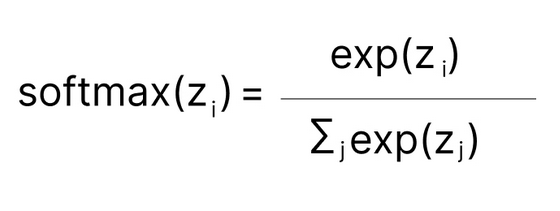 softmax(zᵢ) = exp(zᵢ)
Σⱼexp(zⱼ)